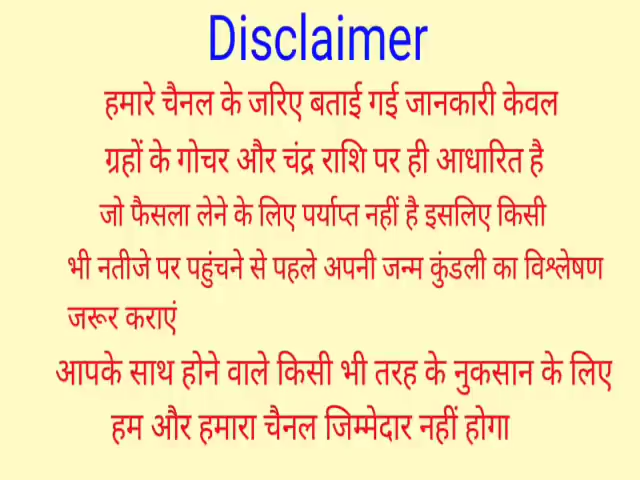 Disclaimer
हमारे चैनल के जरिए बताई गई जानकारी केवल
ग्रहों के गोचर और चंद्र राशि पर ही आधारित है
जो फैसला लेने के लिए पर्याप्त नहीं है इसलिए किसी
भी नतीजे पर पहुंचने से पहले अपनी जन्म कुंडली का विश्लेषण
जरूर कराएं
आपके साथ होने वाले किसी भी तरह के नुकसान के लिए
हम और हमारा चैनल जिम्मेदार नहीं होगा